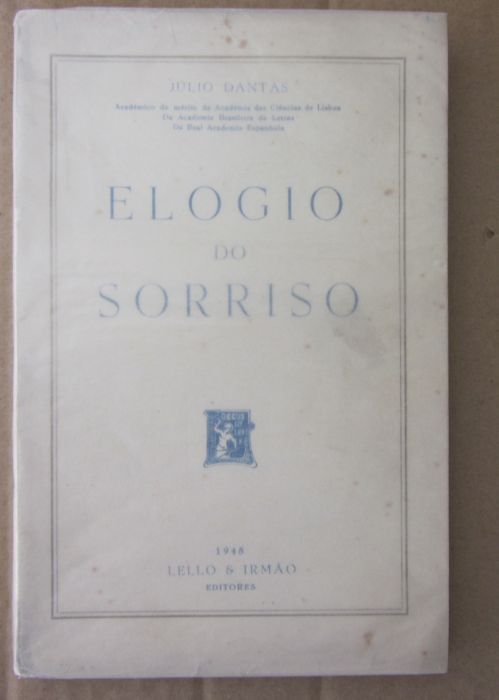 JÚLIO DANTAS
Académico de mérito da Academia das Ciências de Lisboa
Da Academia Brasileira de Letras
Da Real Academia Espanhola
ELOGIO
DO
SORRISO
1948
LELLO & IRMÃO
EDITORES